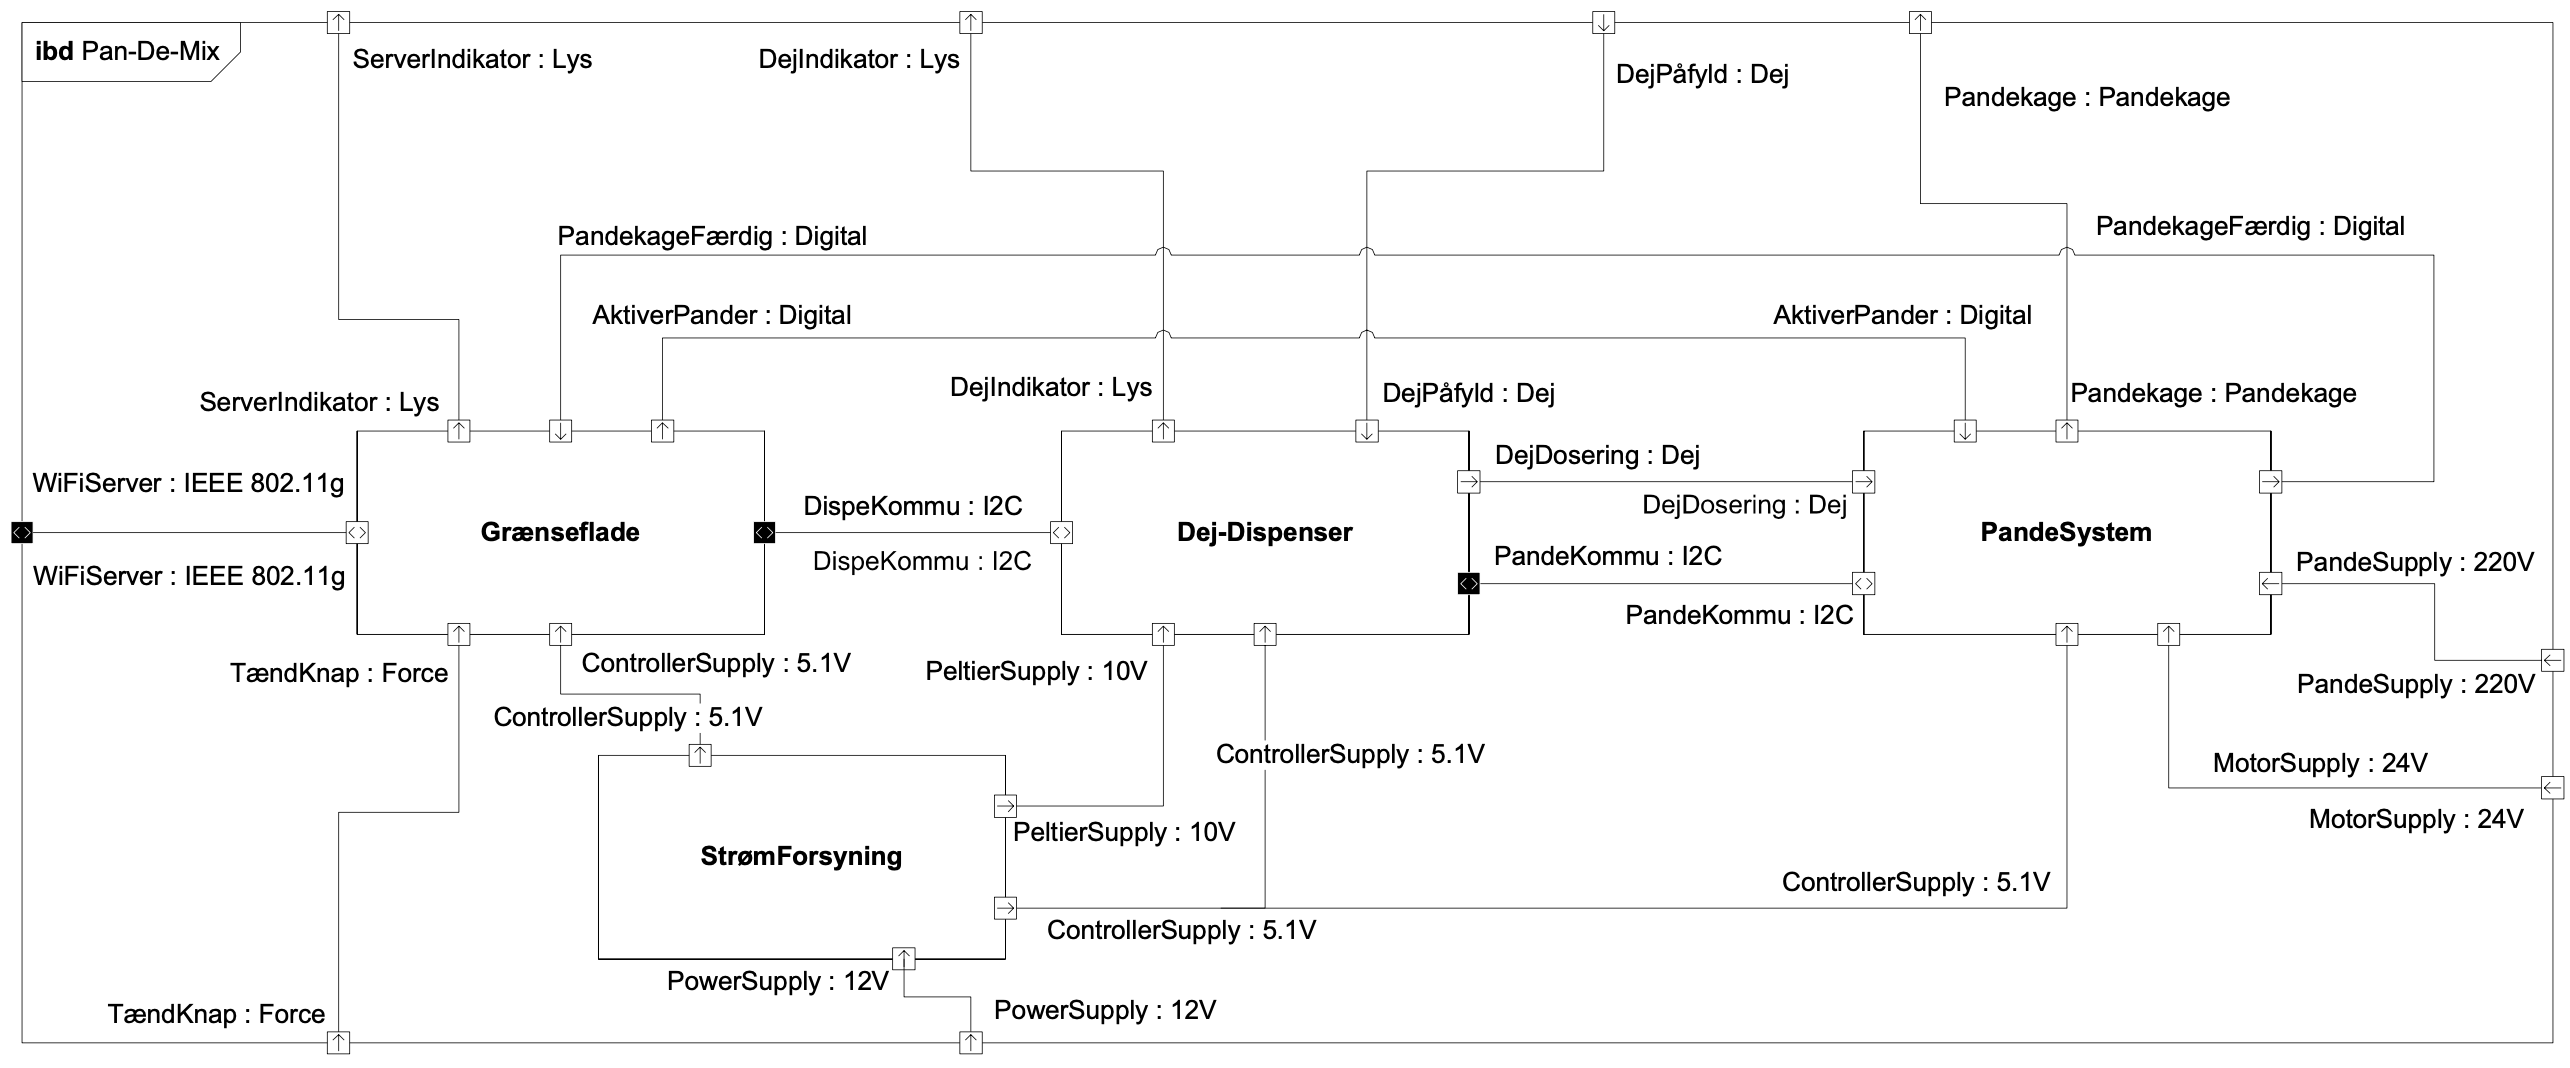 ibd Pan-De-Mix
ServerIndikator : Lys
DejIndikator : Lys
DejPåfyld : Dej
Pandekage : Pandekage
PandekageFærdig : Digital
PandekageFærdig : Digital
AktiverPander : Digital
AktiverPander : Digital
ServerIndikator : Lys
DejIndikator : Lys
DejPåfyld : Dej
Pandekage : Pandekage
WiFiServer : IEEE 802.11g
WiFiServer : IEEE 802.11g
Grænseflade
DispeKommu : I2C
DispeKommu : I2C
Dej-Dispenser
DejDosering : Dej
DejDosering : Dej
PandeKommu : I2C
PandeKommu : I2C
PandeSystem
PandeSupply : 220V
PandeSupply : 220V
TændKnap : Force
ControllerSupply : 5.1V
ControllerSupply : 5.1V
PeltierSupply : 10V
ControllerSupply : 5.1V
MotorSupply : 24V
MotorSupply : 24V
StrømForsyning
PeltierSupply : 10V
ControllerSupply : 5.1V
ControllerSupply : 5.1V
PowerSupply : 12V
PowerSupply : 12V
TændKnap : Force